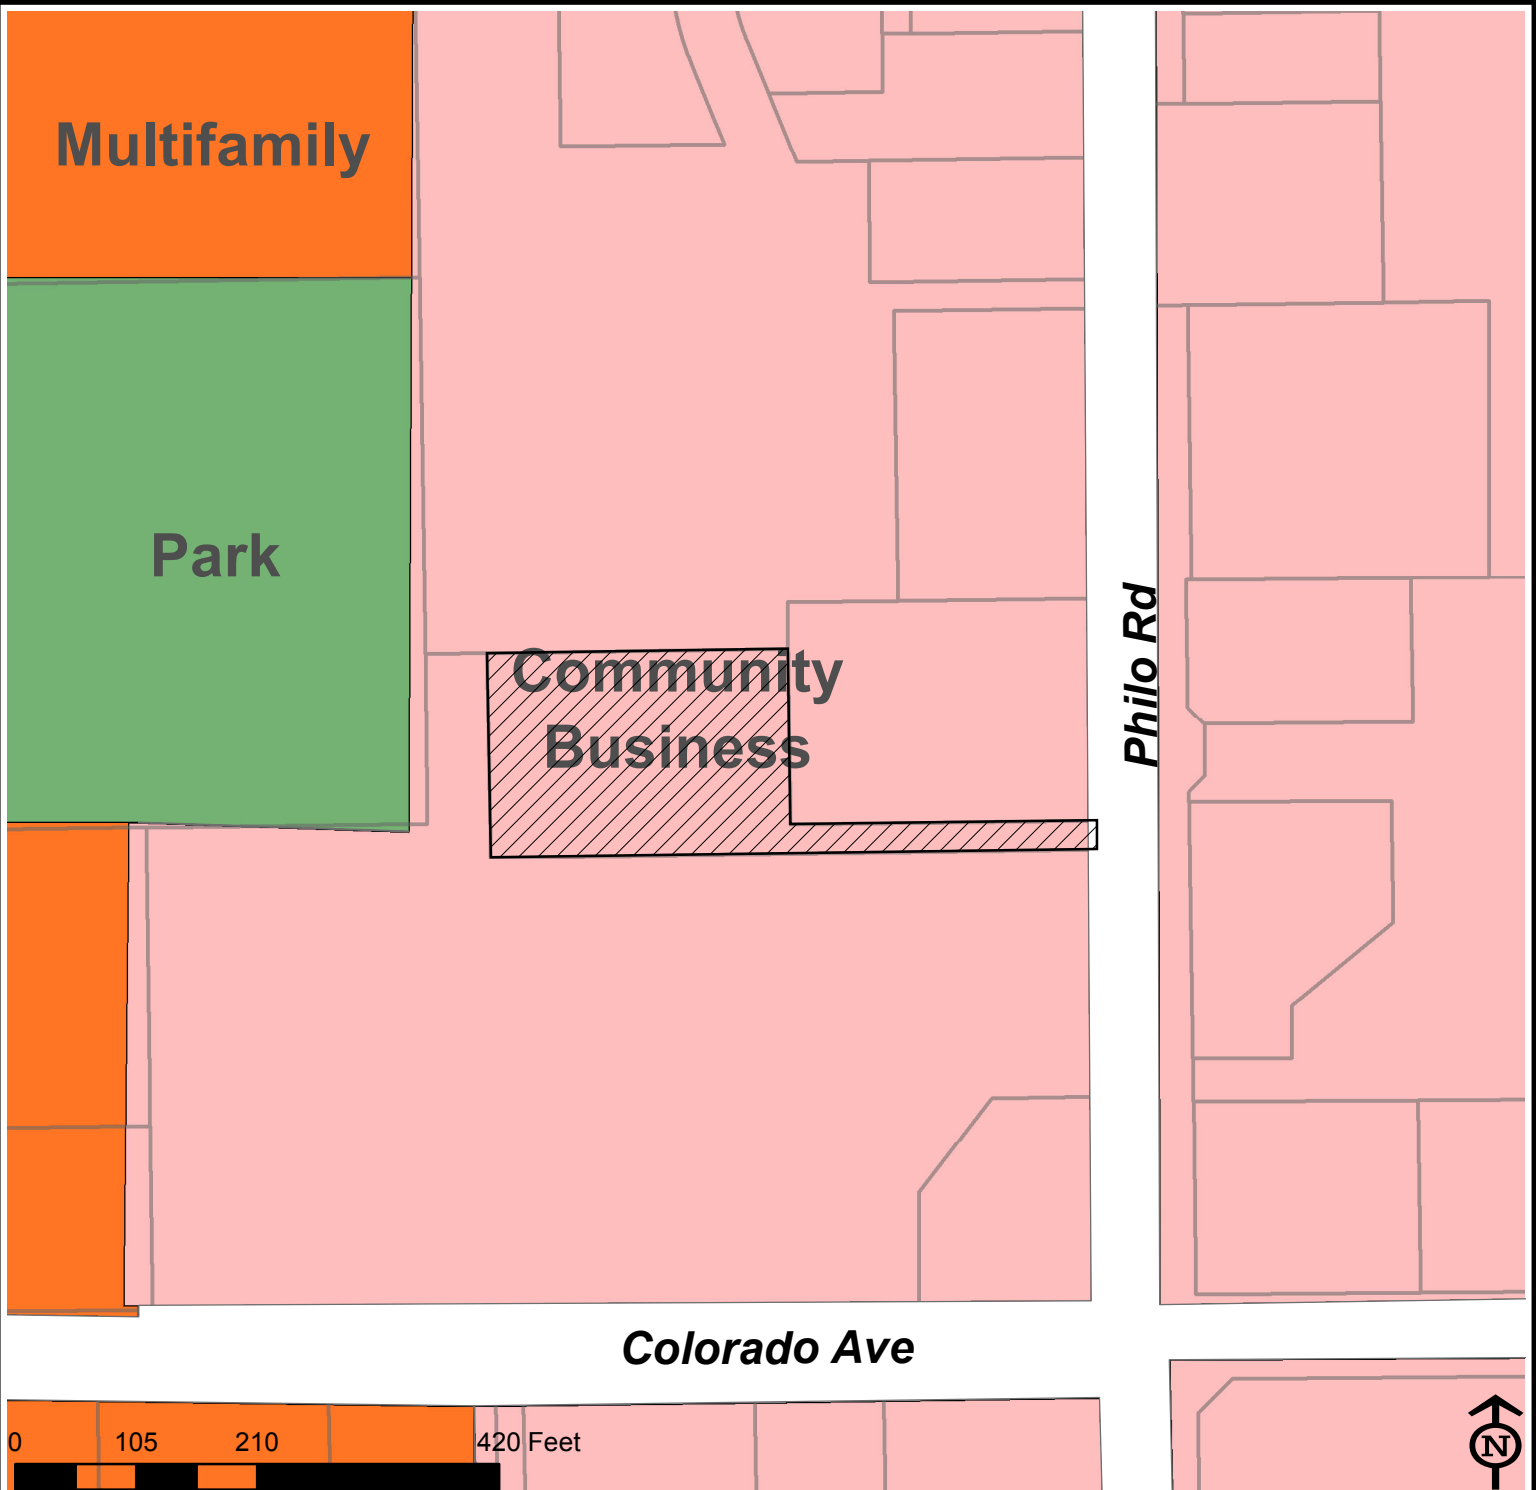 Multifamily
Park
Community
Business
Philo Rd
Colorado Ave
0 105 210 420 Feet
N